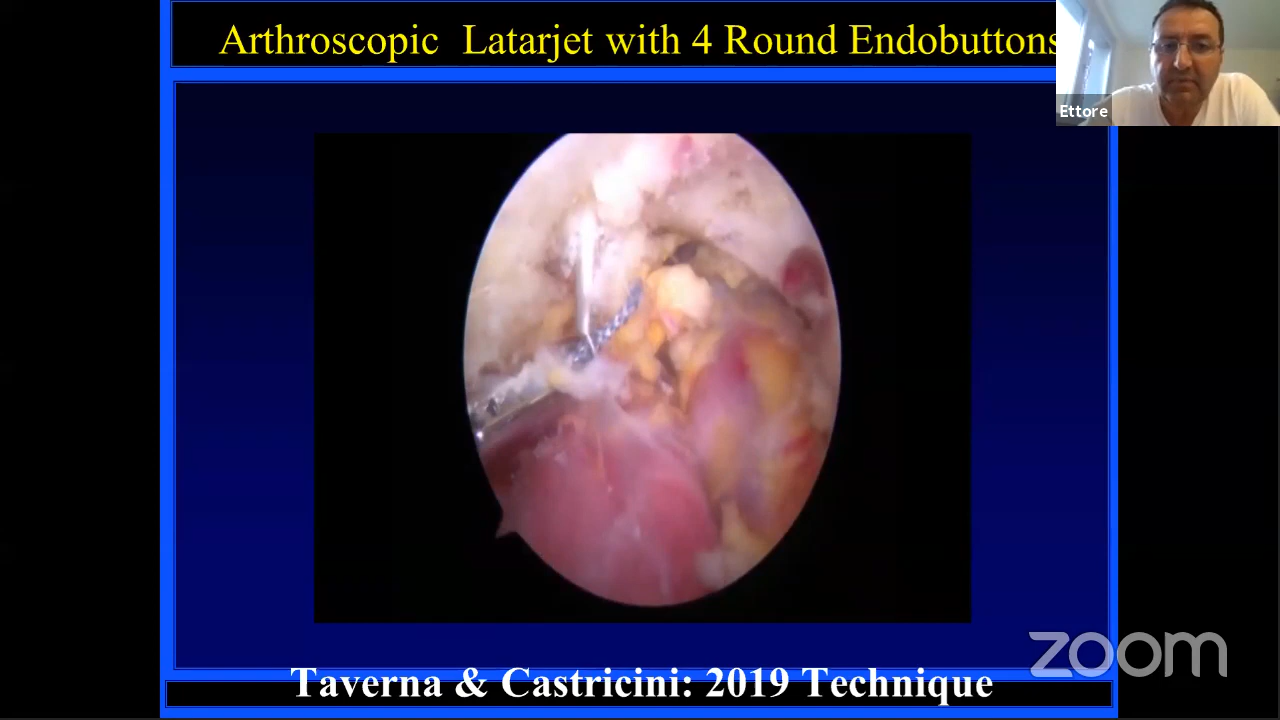 Arthroscopic Latarjet with 4 Round Endobuttons
Ettore
zoom
Taverna & Castricini: 2019 Technique